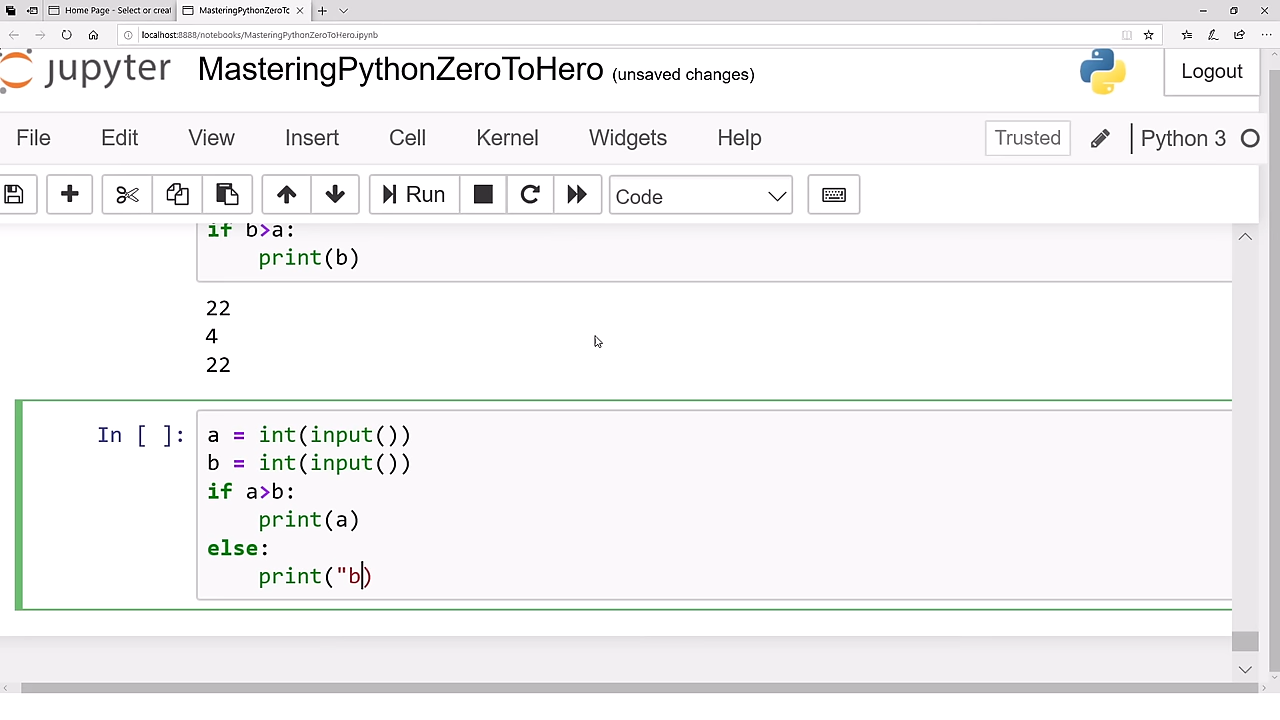 Home Page - Select or creat
MasteringPythonZeroTo
localhost:8888/notebooks/MasteringPythonZeroToHero.ipynb
jupyter MasteringPythonZeroToHero (unsaved changes)
Logout
File Edit View Insert Cell Kernel Widgets Help
Trusted
Python 3
Run
Code
if b>a:
    print(b)
22
4
22
In [ ]: a = int(input())
b = int(input())
if a>b:
    print(a)
else:
    print("b)